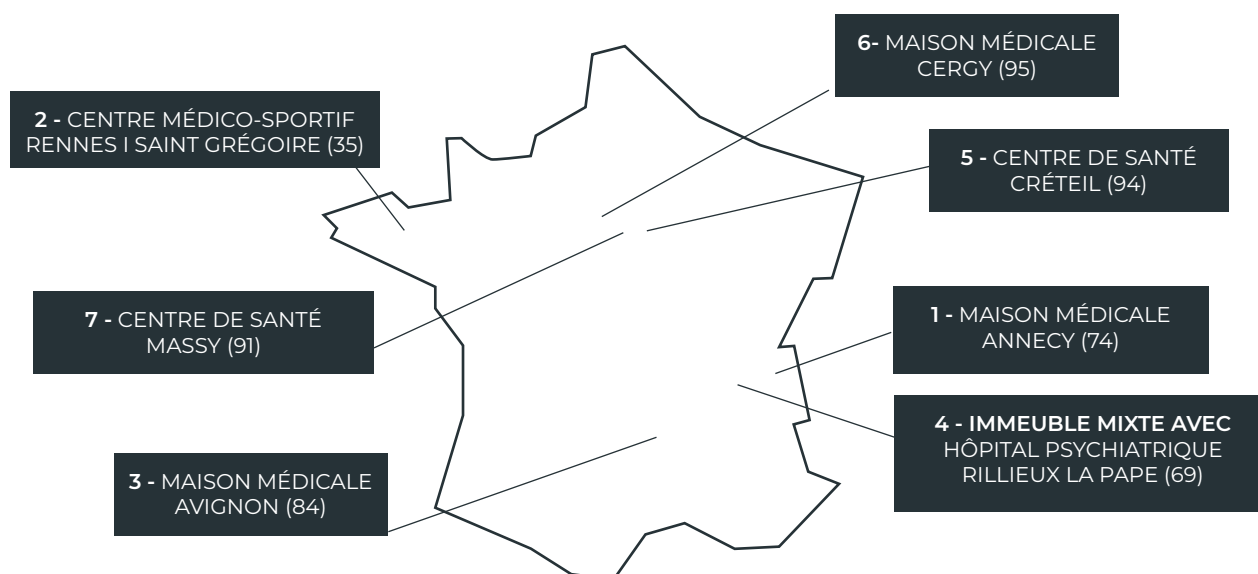 6- MAISON MÉDICALE
CERGY (95)
2 - CENTRE MÉDICO-SPORTIF
RENNES I SAINT GRÉGOIRE (35)
5 - CENTRE DE SANTÉ
CRÉTEIL (94)
7 - CENTRE DE SANTÉ
MASSY (91)
1 - MAISON MÉDICALE
ANNECY (74)
4 - IMMEUBLE MIXTE AVEC
HÔPITAL PSYCHIATRIQUE
RILLIEUX LA PAPE (69)
3 - MAISON MÉDICALE
AVIGNON (84)